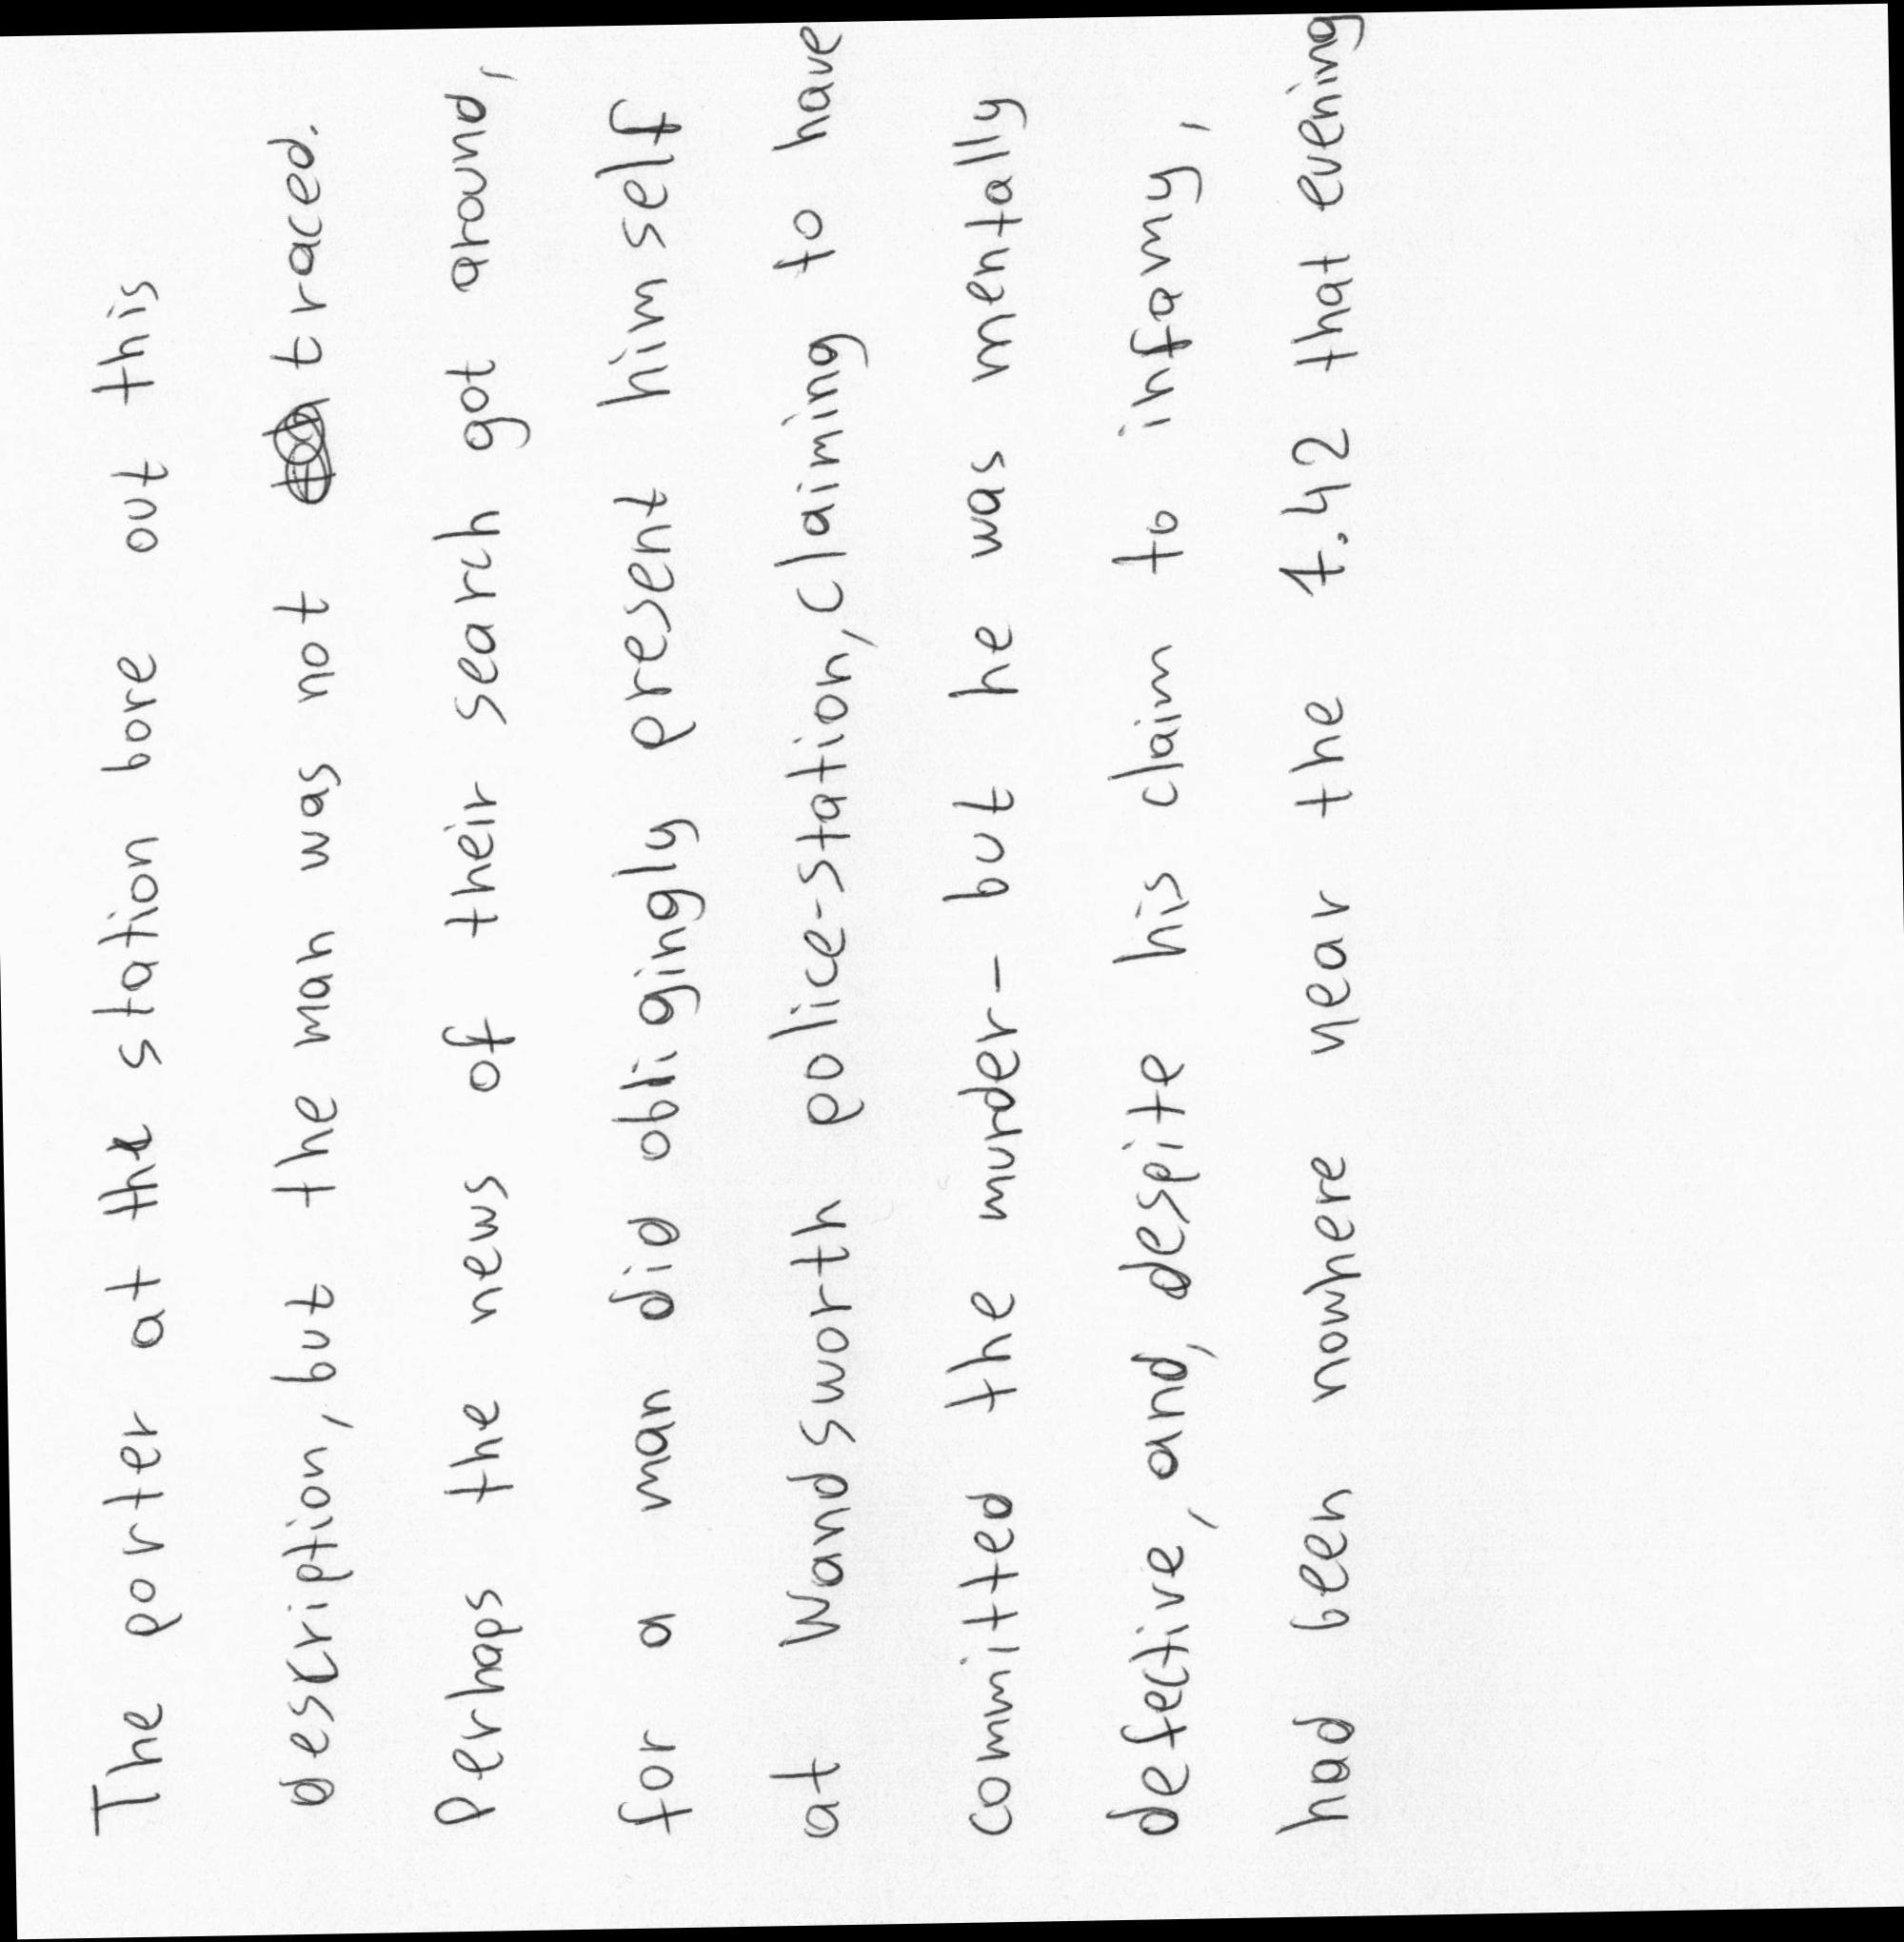 The porter at the station bore out this
description, but the man was not traced.
Perhaps the news of their search got around,
for a man did obligingly present himself
at Wandsworth police-station, claiming to have
committed the murder - but he was mentally
defective, and, despite his claim to infamy,
had been nowhere near the 7.42 that evening